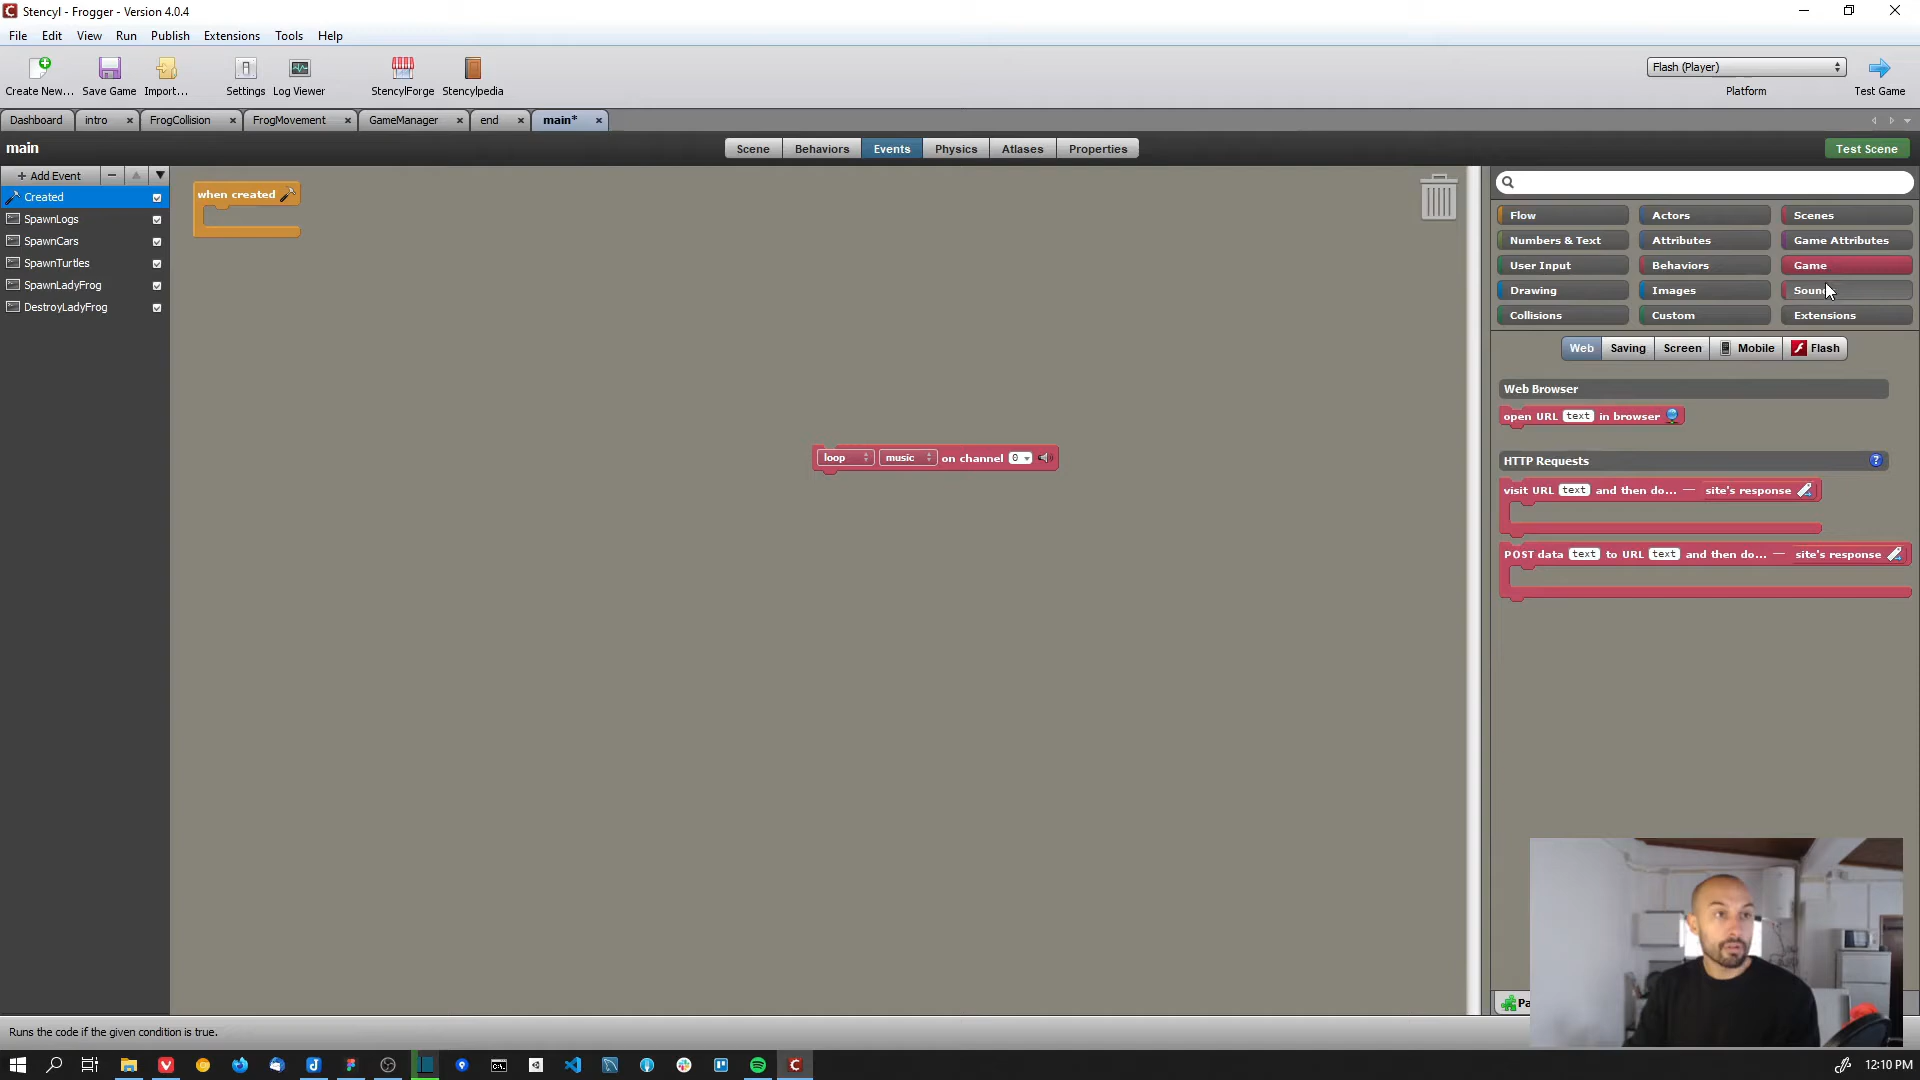 Stencyl - Frogger - Version 4.0.4
File Edit View Run Publish Extensions Tools Help
Create New... Save Game Import... Settings Log Viewer StencylForge Stencylpedia
Flash (Player)
Platform
Test Game
Dashboard intro FrogCollision FrogMovement GameManager end main*
main
Scene Behaviors Events Physics Atlases Properties
Test Scene
+ Add Event
Created
SpawnLogs
SpawnCars
SpawnTurtles
SpawnLadyFrog
DestroyLadyFrog
when created
loop music on channel 0
Flow Actors Scenes
Numbers & Text Attributes Game Attributes
User Input Behaviors Game
Drawing Images Soun
Collisions Custom Extensions
Web Saving Screen Mobile Flash
Web Browser
open URL text in browser
HTTP Requests ?
visit URL text and then do... — site's response
POST data text to URL text and then do... — site's response
Pa
Runs the code if the given condition is true.
12:10 PM